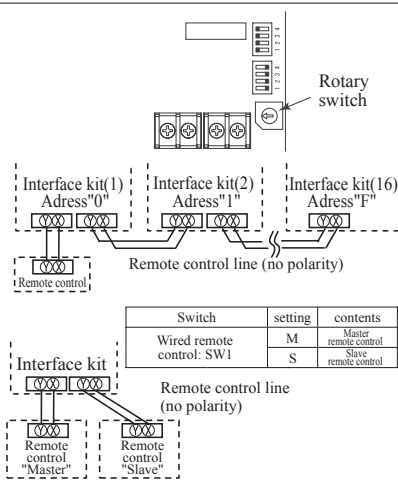 1 2 3 4
1 2 3 4
Rotary
switch
Interface kit(1)
Adress"0"
Interface kit(2)
Adress"1"
Interface kit(16)
Adress"F"
Y X
Y X
Y X
Y X
Y X
Y X
Remote control
Remote control line (no polarity)
Switch setting contents
Wired remote
control: SW1
M Master
remote control
S Slave
remote control
Interface kit
Y X
Y X
Remote control line
(no polarity)
Y X
Y X
Remote
control
"Master"
Remote
control
"Slave"